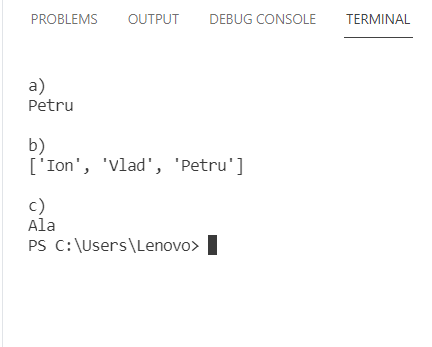 PROBLEMS OUTPUT DEBUG CONSOLE TERMINAL
a)
Petru
b)
['Ion', 'Vlad', 'Petru']
c)
Ala
PS C:\Users\Lenovo>